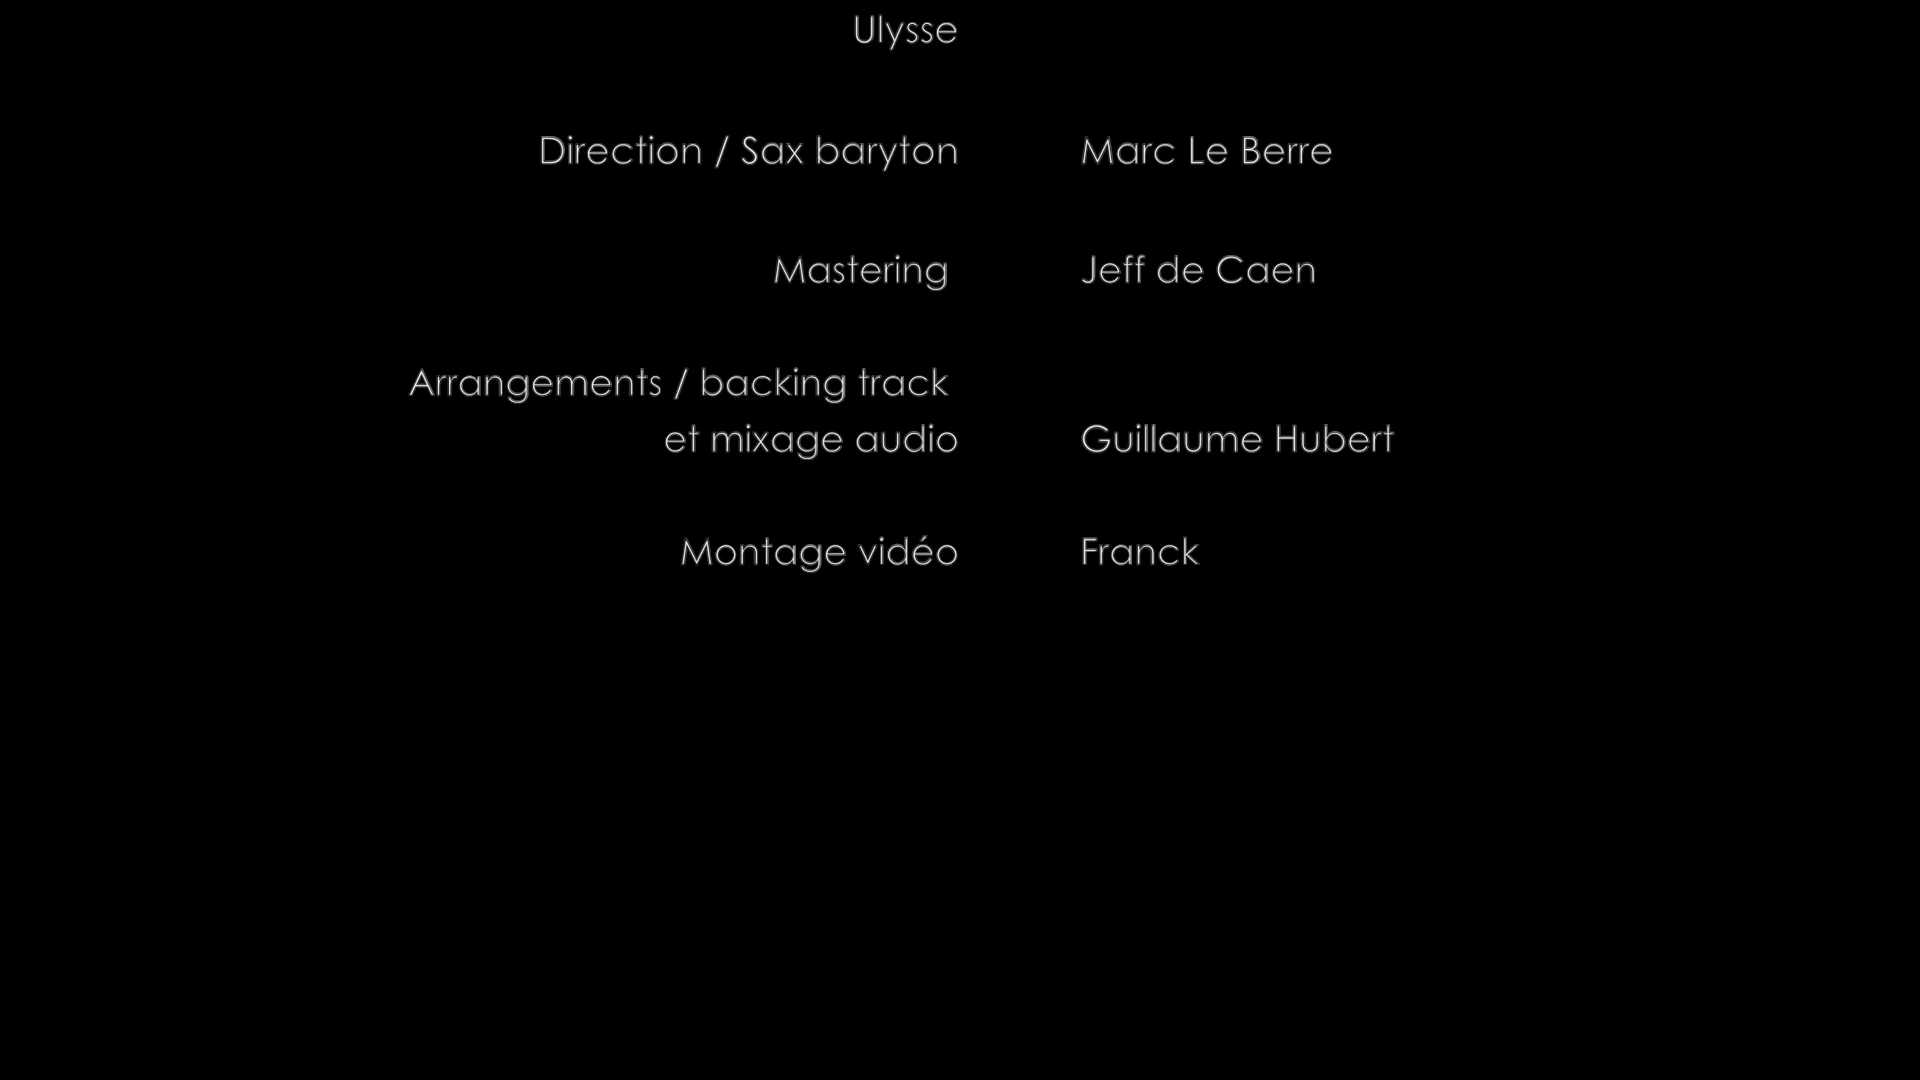 Ulysse
Direction / Sax baryton Marc Le Berre
Mastering Jeff de Caen
Arrangements / backing track
et mixage audio Guillaume Hubert
Montage vidéo Franck